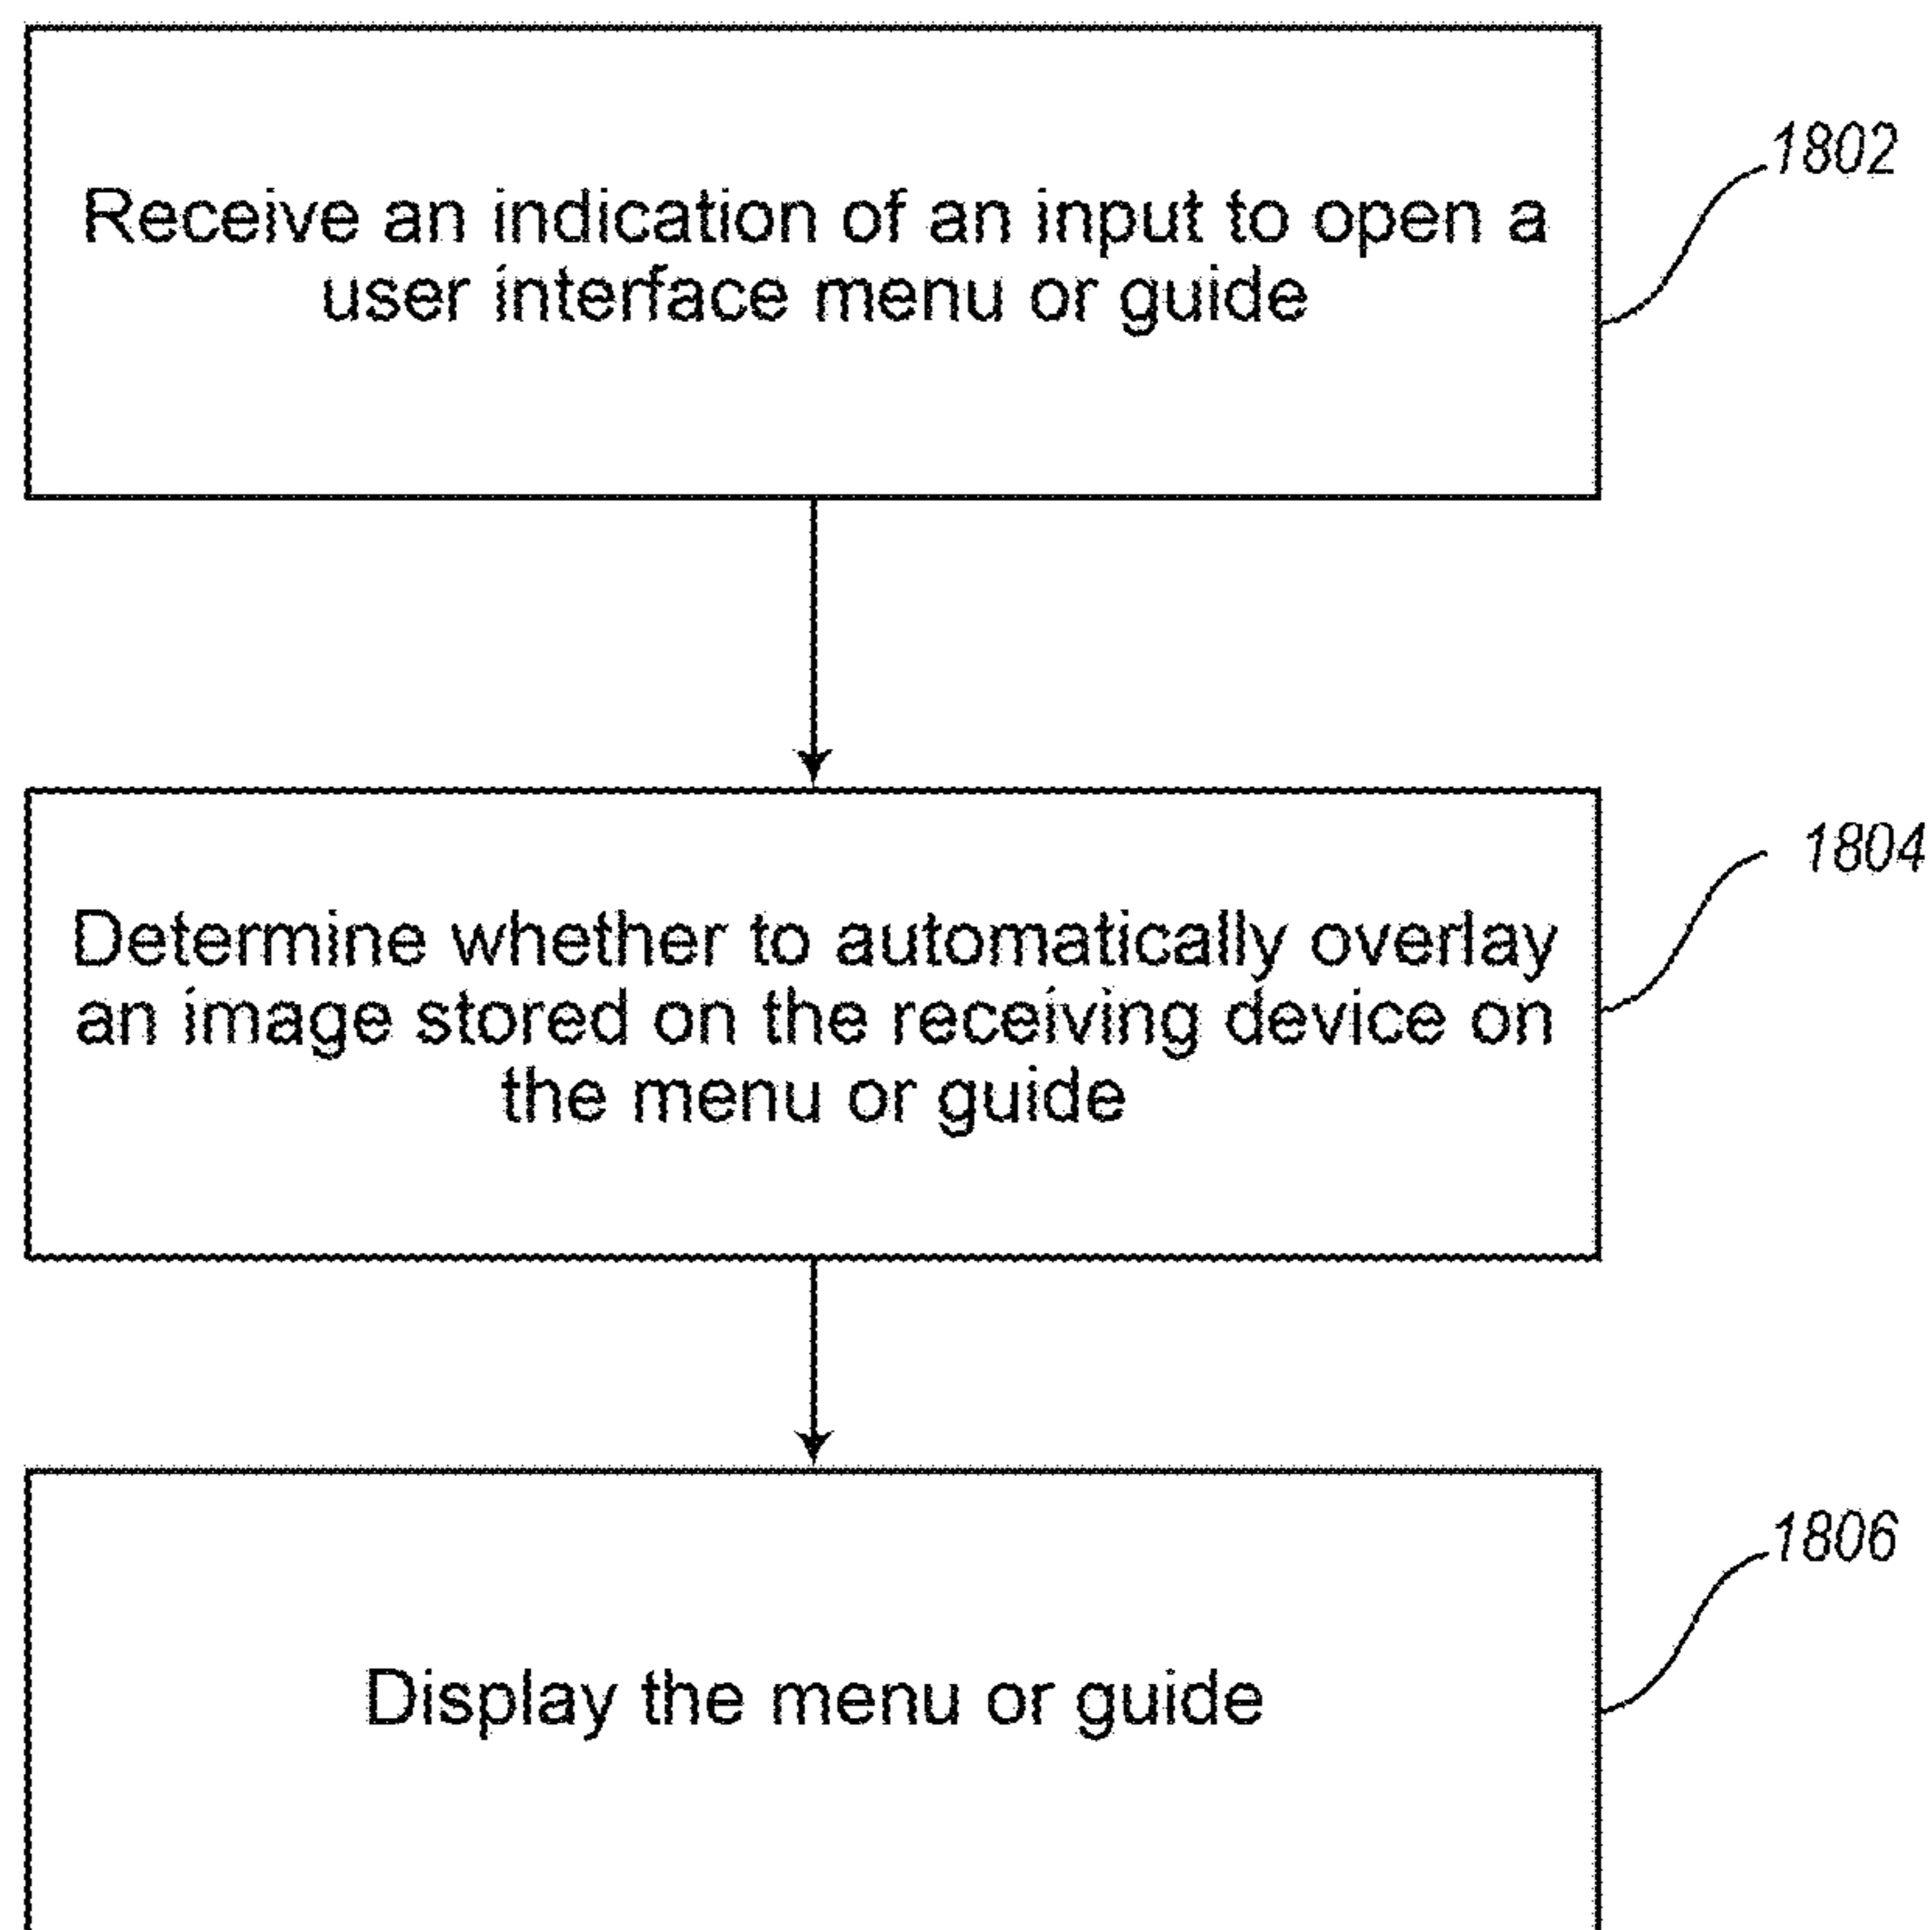 Receive an indication of an input to open a
user interface menu or guide
1802
Determine whether to automatically overlay
an image stored on the receiving device on
the menu or guide
1804
Display the menu or guide
1806